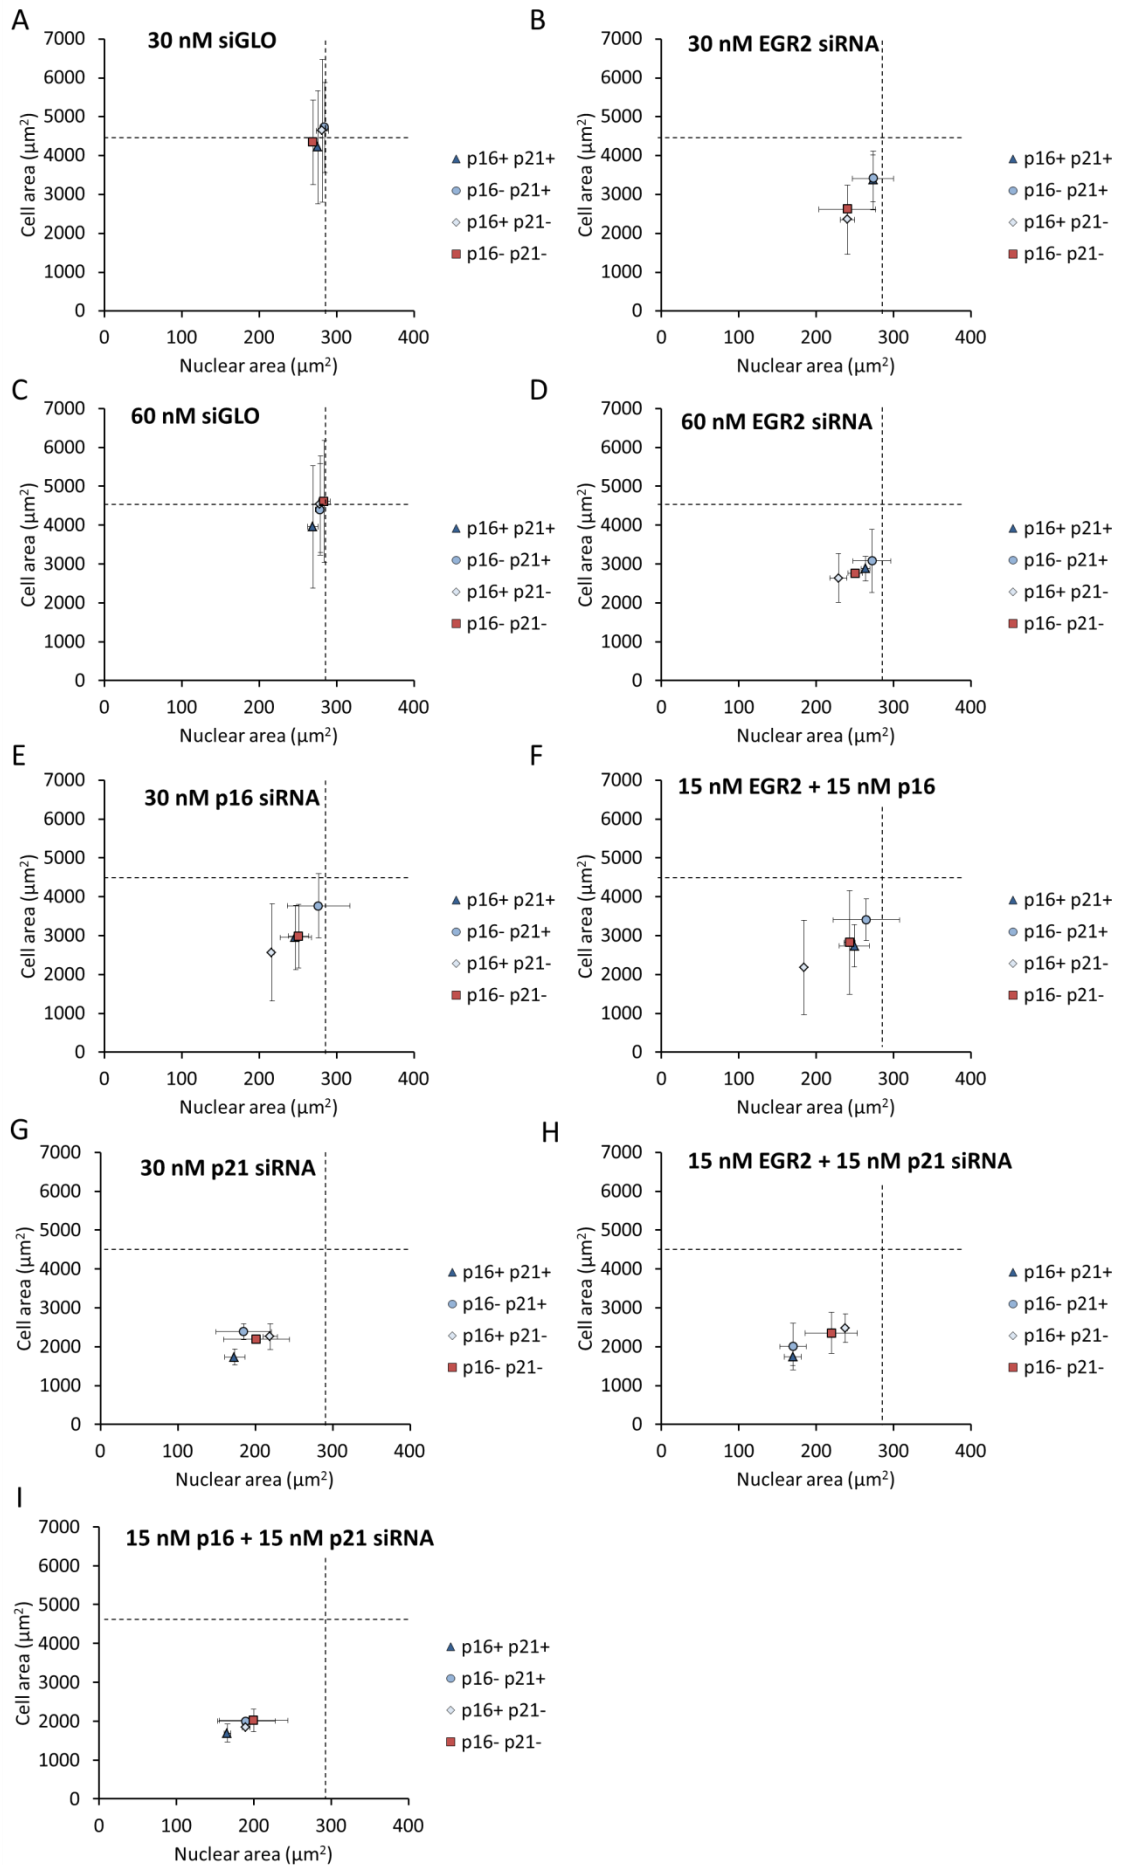 A
30 nM siGLO
7000
6000
5000
4000
3000
2000
1000
0
Cell area (µm²)
0 100 200 300 400
Nuclear area (µm²)
p16+ p21+
p16- p21+
p16+ p21-
p16- p21-
B
30 nM EGR2 siRNA
7000
6000
5000
4000
3000
2000
1000
0
Cell area (µm²)
0 100 200 300 400
Nuclear area (µm²)
p16+ p21+
p16- p21+
p16+ p21-
p16- p21-
C
60 nM siGLO
7000
6000
5000
4000
3000
2000
1000
0
Cell area (µm²)
0 100 200 300 400
Nuclear area (µm²)
p16+ p21+
p16- p21+
p16+ p21-
p16- p21-
D
60 nM EGR2 siRNA
7000
6000
5000
4000
3000
2000
1000
0
Cell area (µm²)
0 100 200 300 400
Nuclear area (µm²)
p16+ p21+
p16- p21+
p16+ p21-
p16- p21-
E
30 nM p16 siRNA
7000
6000
5000
4000
3000
2000
1000
0
Cell area (µm²)
0 100 200 300 400
Nuclear area (µm²)
p16+ p21+
p16- p21+
p16+ p21-
p16- p21-
F
15 nM EGR2 + 15 nM p16
7000
6000
5000
4000
3000
2000
1000
0
Cell area (µm²)
0 100 200 300 400
Nuclear area (µm²)
p16+ p21+
p16- p21+
p16+ p21-
p16- p21-
G
30 nM p21 siRNA
7000
6000
5000
4000
3000
2000
1000
0
Cell area (µm²)
0 100 200 300 400
Nuclear area (µm²)
p16+ p21+
p16- p21+
p16+ p21-
p16- p21-
H
15 nM EGR2 + 15 nM p21 siRNA
7000
6000
5000
4000
3000
2000
1000
0
Cell area (µm²)
0 100 200 300 400
Nuclear area (µm²)
p16+ p21+
p16- p21+
p16+ p21-
p16- p21-
I
15 nM p16 + 15 nM p21 siRNA
7000
6000
5000
4000
3000
2000
1000
0
Cell area (µm²)
0 100 200 300 400
Nuclear area (µm²)
p16+ p21+
p16- p21+
p16+ p21-
p16- p21-